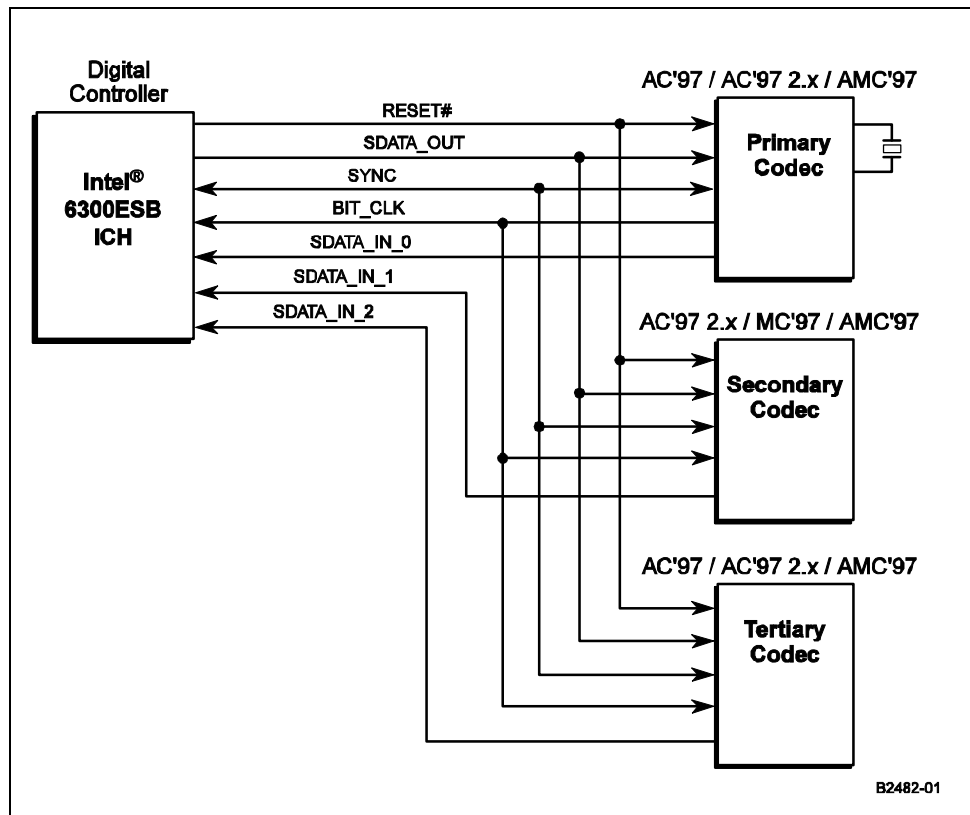 Digital
Controller
Intel®
6300ESB
ICH
RESET#
SDATA_OUT
SYNC
BIT_CLK
SDATA_IN_0
SDATA_IN_1
SDATA_IN_2
AC'97 / AC'97 2.x / AMC'97
Primary
Codec
AC'97 2.x / MC'97 / AMC'97
Secondary
Codec
AC'97 / AC'97 2.x / AMC'97
Tertiary
Codec
B2482-01